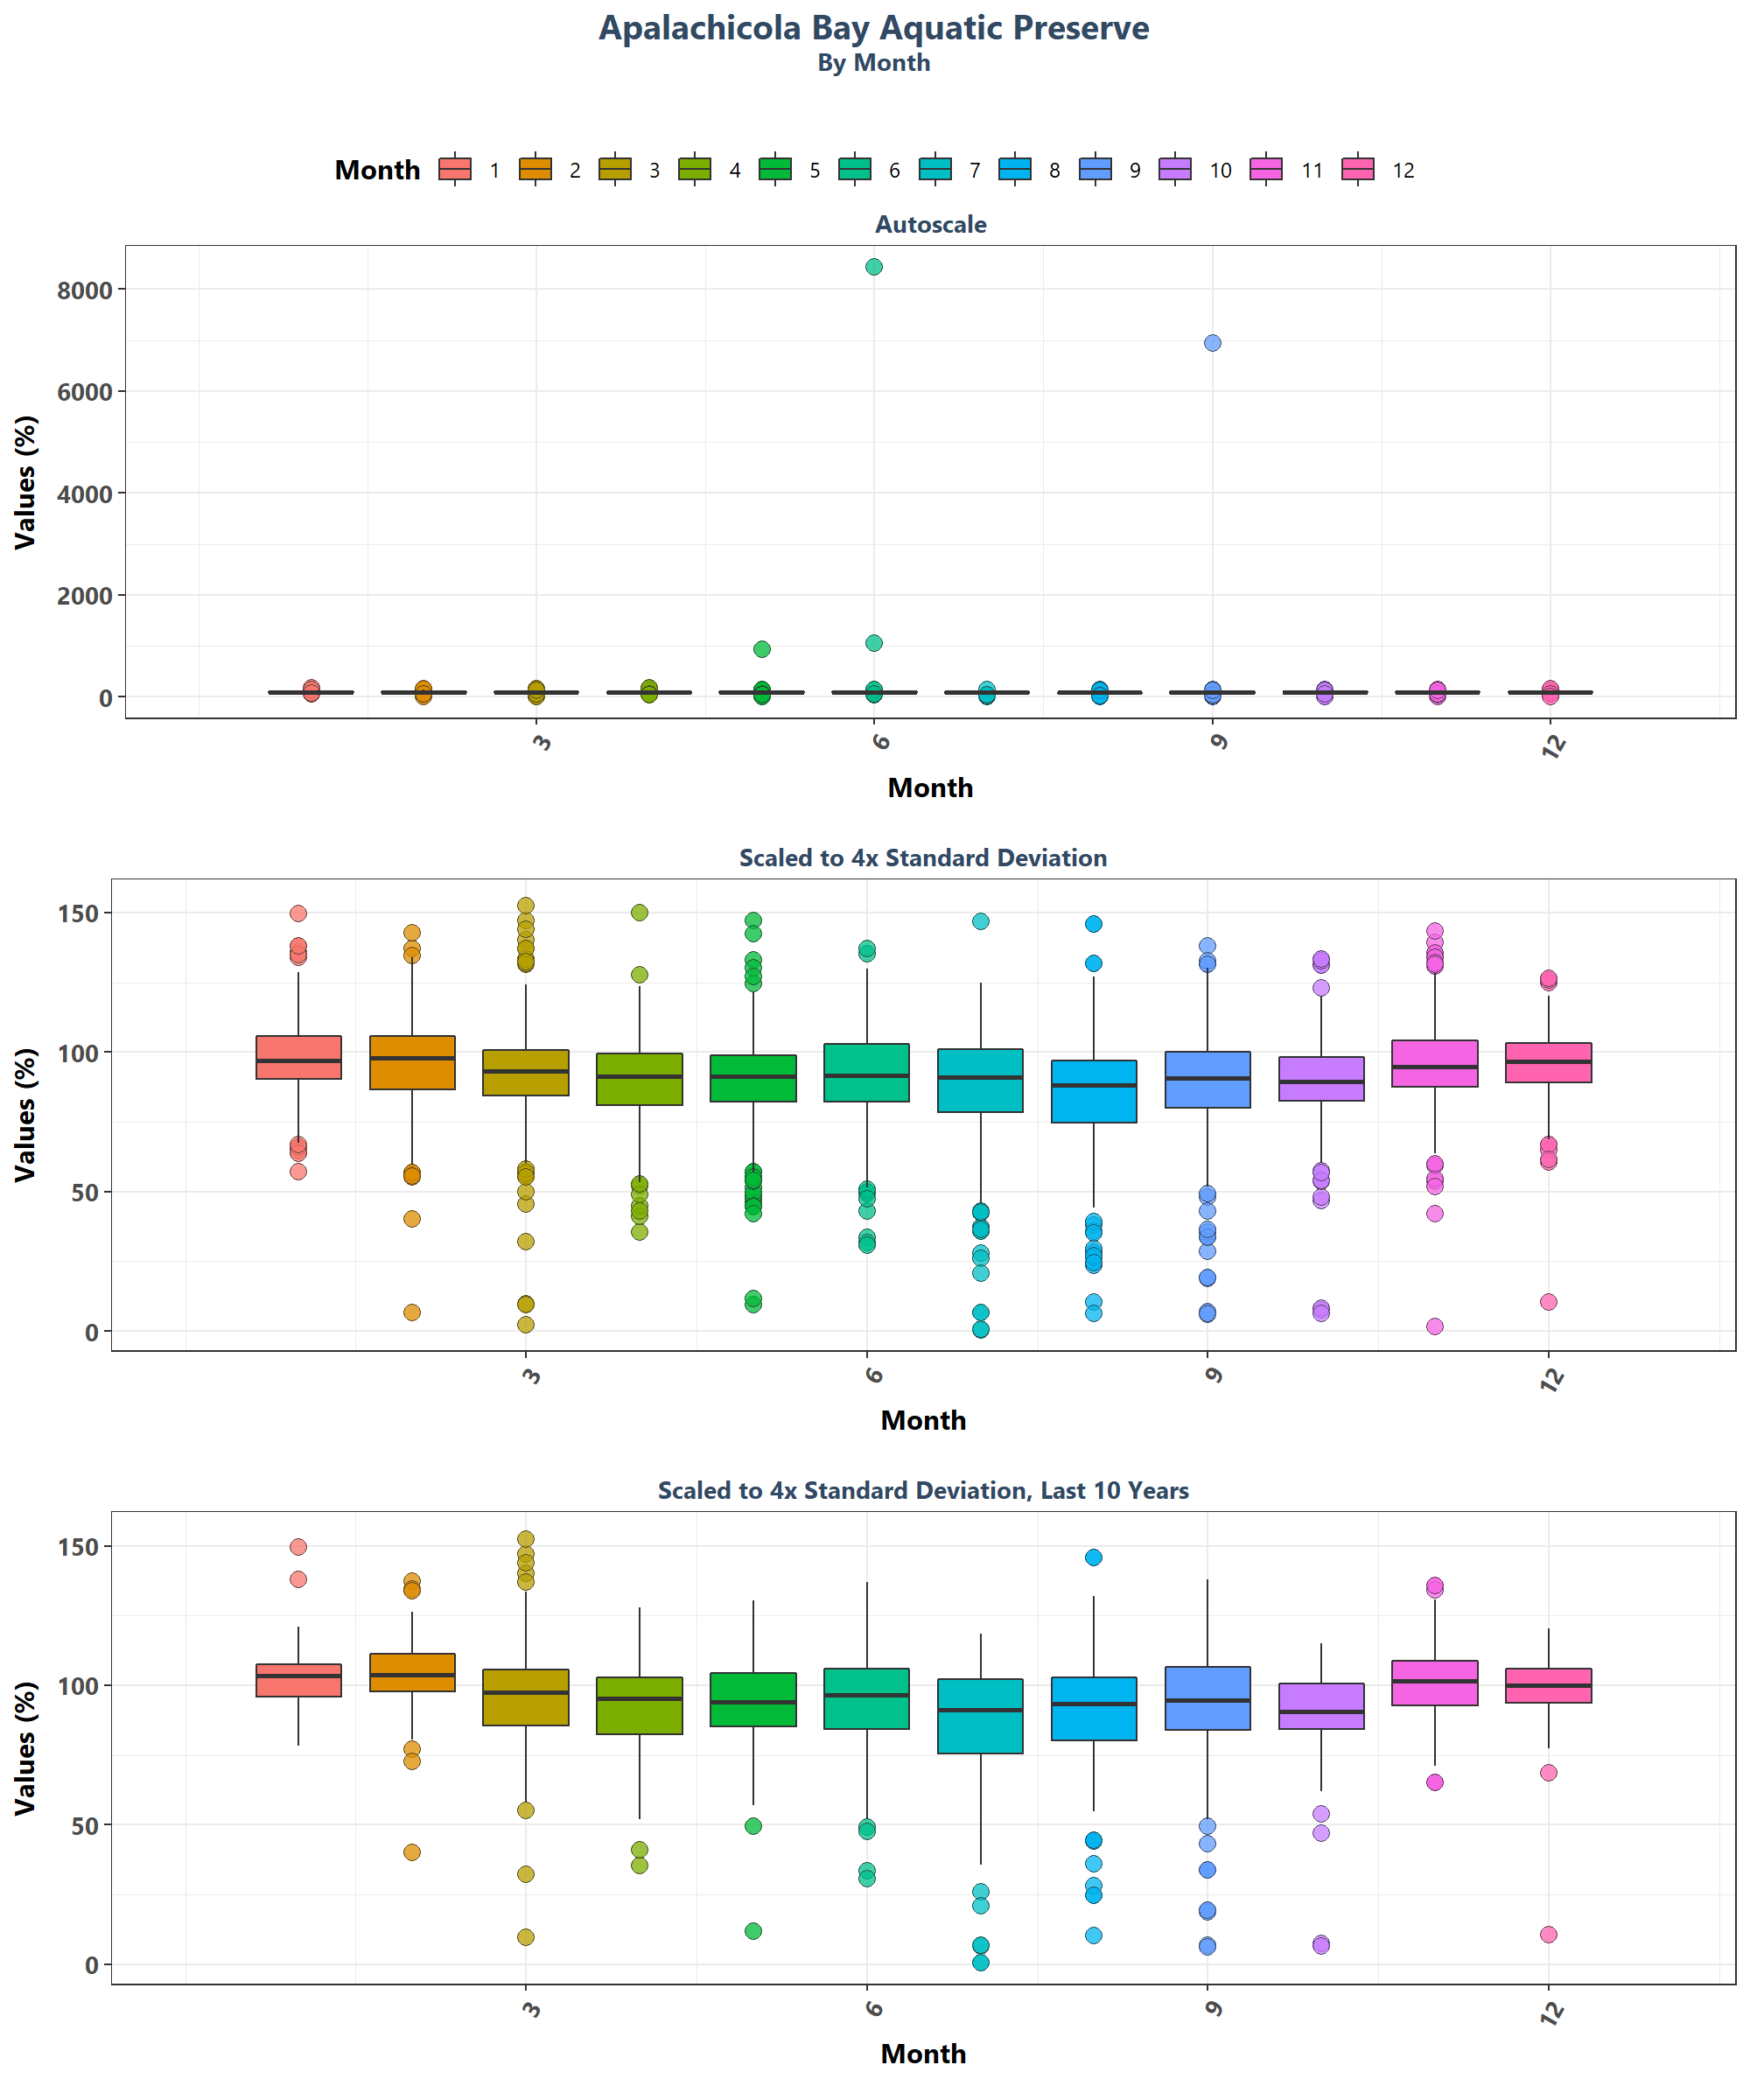 Apalachicola Bay Aquatic Preserve
By Month
Month 1 2 3 4 5 6 7 8 9 10 11 12
Autoscale
Values (%)
8000
6000
4000
2000
0
3 6 9 12
Month
Scaled to 4x Standard Deviation
Values (%)
150
100
50
0
3 6 9 12
Month
Scaled to 4x Standard Deviation, Last 10 Years
Values (%)
150
100
50
0
3 6 9 12
Month